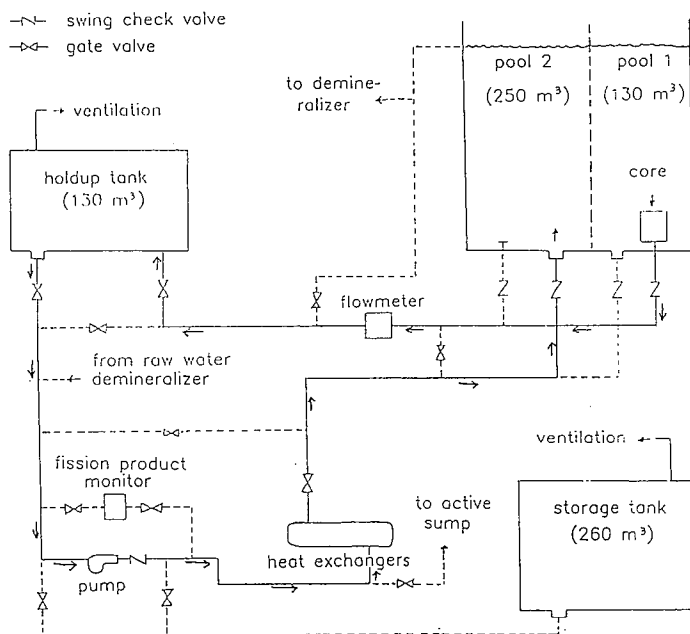 swing check valve
gate valve
ventilation
holdup tank
(130 m³)
to demine-
ralizer
pool 2
(250 m³)
pool 1
(130 m³)
core
flowmeter
from raw water
demineralizer
fission product
monitor
pump
heat exchangers
to active
sump
ventilation
storage tank
(260 m³)